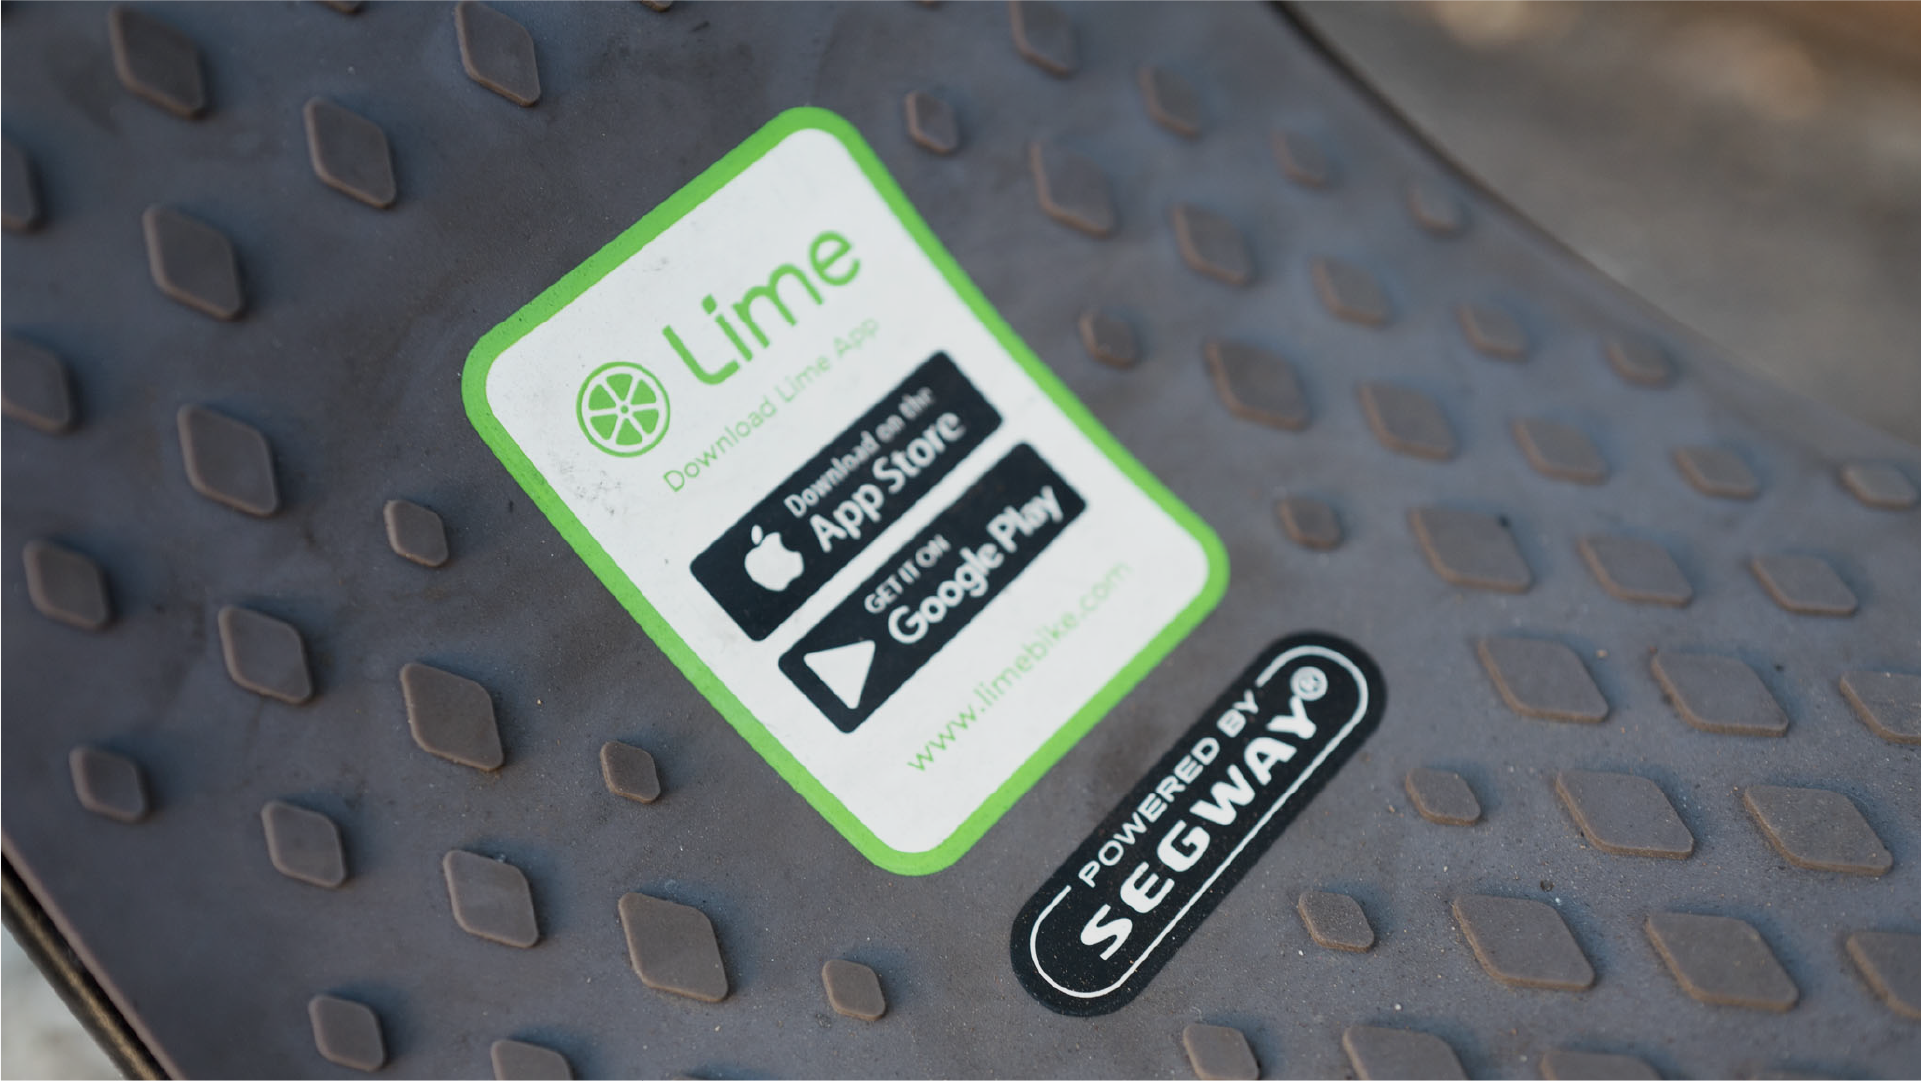 Lime
Download Lime App
Download on the
App Store
GET IT ON
Google Play
www.limebike.com
POWERED BY
SEGWAY®